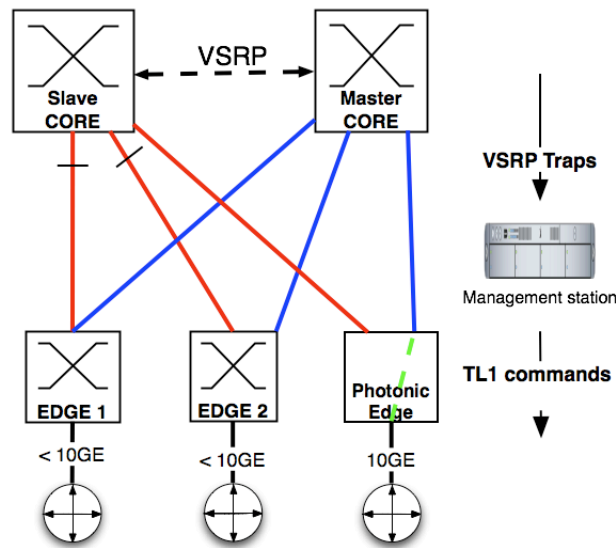 VSRP
Slave
CORE
Master
CORE
VSRP Traps
Management station
TL1 commands
EDGE 1
EDGE 2
Photonic
Edge
< 10GE
< 10GE
10GE